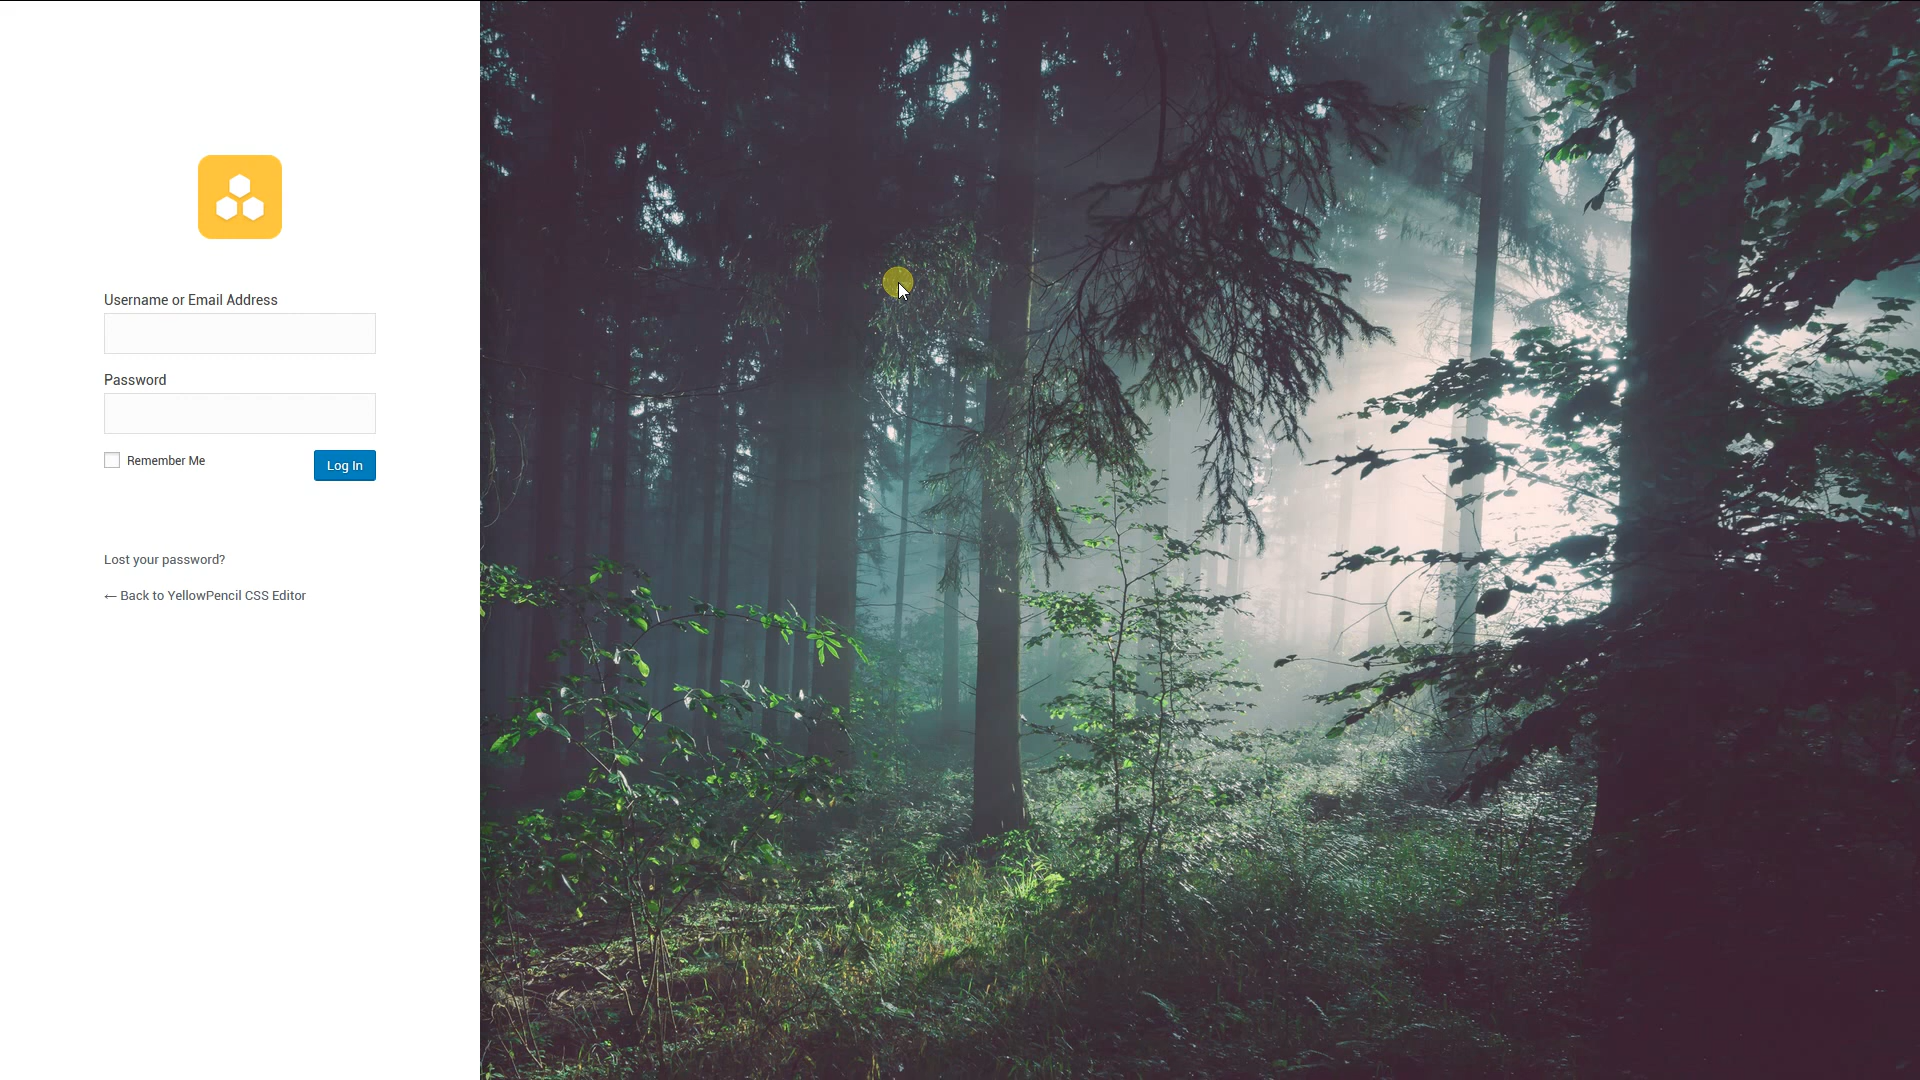 Username or Email Address
Password
Remember Me
Log In
Lost your password?
← Back to YellowPencil CSS Editor